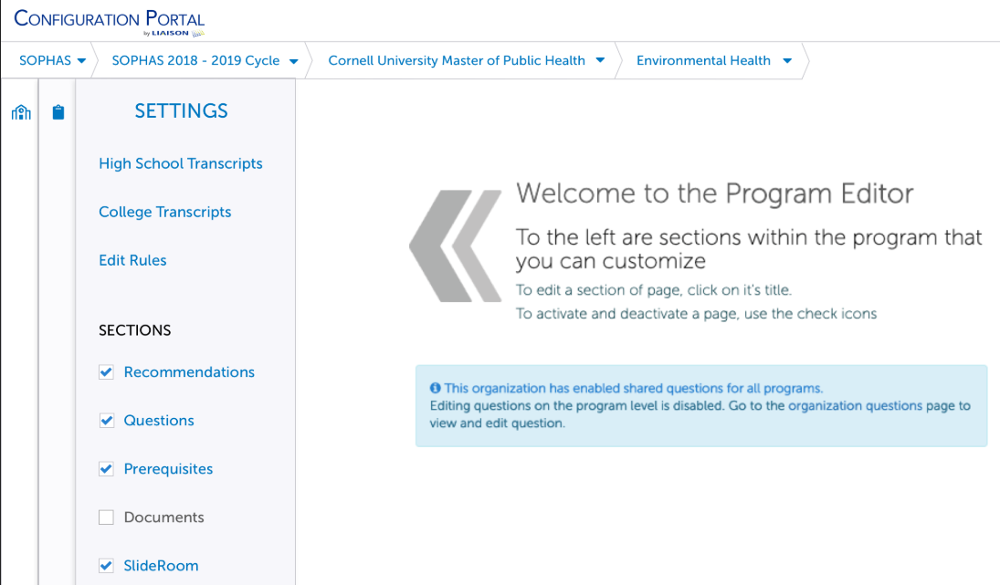 CONFIGURATION PORTAL
by LIAISON
SOPHAS
SOPHAS 2018 - 2019 Cycle
Cornell University Master of Public Health
Environmental Health
SETTINGS
High School Transcripts
College Transcripts
Edit Rules
SECTIONS
Recommendations
Questions
Prerequisites
Documents
SlideRoom
Welcome to the Program Editor
To the left are sections within the program that
you can customize
To edit a section of page, click on it's title.
To activate and deactivate a page, use the check icons
This organization has enabled shared questions for all programs.
Editing questions on the program level is disabled. Go to the organization questions page to
view and edit question.